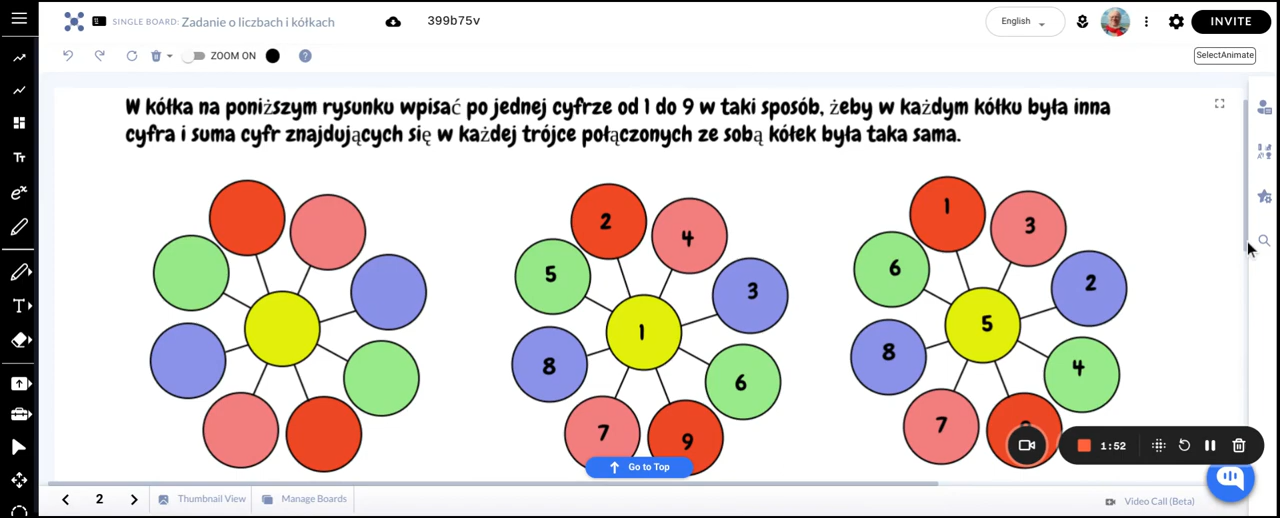 SINGLE BOARD: Zadanie o liczbach i kółkach
399b75v
English
INVITE
ZOOM ON
?
SelectAnimate
W kółka na poniższym rysunku wpisać po jednej cyfrze od 1 do 9 w taki sposób, żeby w każdym kółku była inna
cyfra i suma cyfr znajdujących się w każdej trójce połączonych ze sobą kółek była taka sama.
2 4
5 3
1
8 6
7 9
1 3
6 2
5
8 4
7
Tт
eˣ
T
1:52
Go to Top
2
Thumbnail View
Manage Boards
Video Call (Beta)